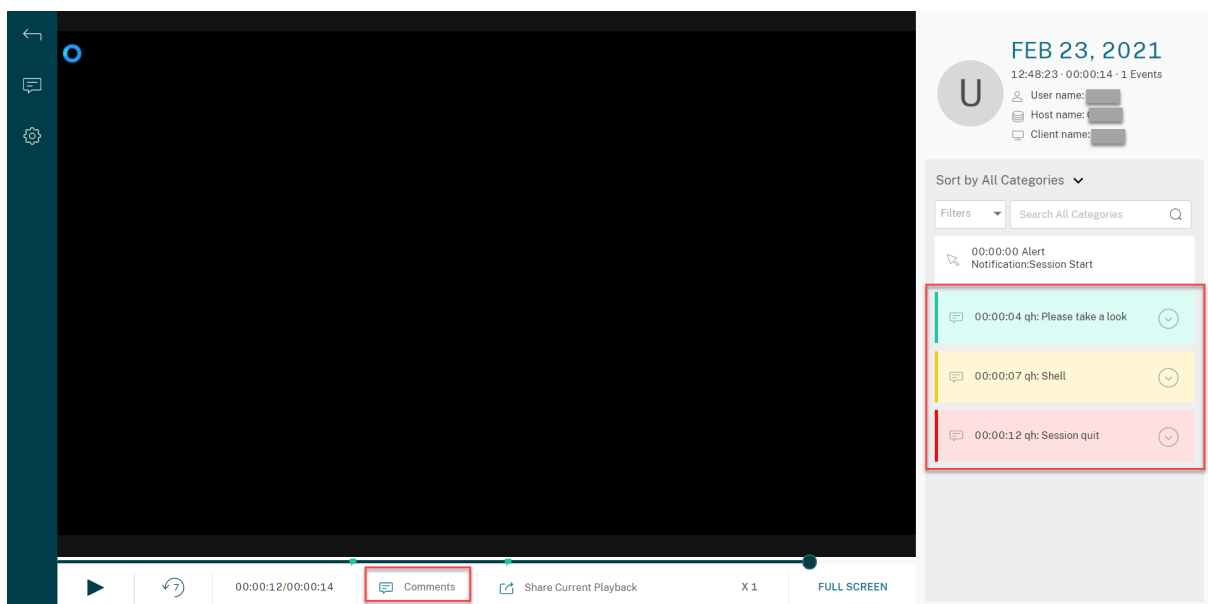 FEB 23, 2021
12:48:23 · 00:00:14 · 1 Events
U
User name:
Host name:
Client name:
Sort by All Categories
Filters
Search All Categories
00:00:00 Alert
Notification:Session Start
00:00:04 qh: Please take a look
00:00:07 qh: Shell
00:00:12 qh: Session quit
7
00:00:12/00:00:14
Comments
Share Current Playback
X 1
FULL SCREEN